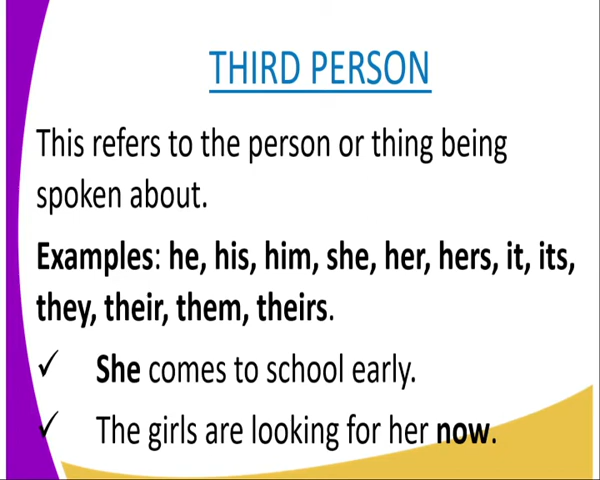 THIRD PERSON
This refers to the person or thing being
spoken about.
Examples: he, his, him, she, her, hers, it, its,
they, their, them, theirs.
✓ She comes to school early.
✓ The girls are looking for her now.